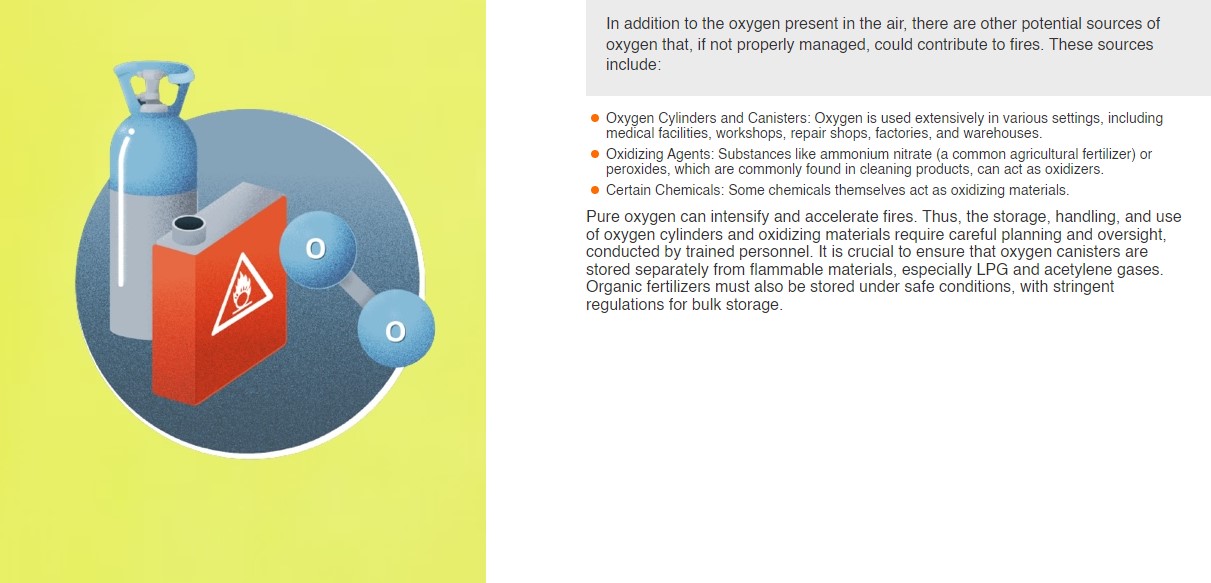 In addition to the oxygen present in the air, there are other potential sources of
oxygen that, if not properly managed, could contribute to fires. These sources
include:
Oxygen Cylinders and Canisters: Oxygen is used extensively in various settings, including
medical facilities, workshops, repair shops, factories, and warehouses.
Oxidizing Agents: Substances like ammonium nitrate (a common agricultural fertilizer) or
peroxides, which are commonly found in cleaning products, can act as oxidizers.
Certain Chemicals: Some chemicals themselves act as oxidizing materials.
Pure oxygen can intensify and accelerate fires. Thus, the storage, handling, and use
of oxygen cylinders and oxidizing materials require careful planning and oversight,
conducted by trained personnel. It is crucial to ensure that oxygen canisters are
stored separately from flammable materials, especially LPG and acetylene gases.
Organic fertilizers must also be stored under safe conditions, with stringent
regulations for bulk storage.
O
O